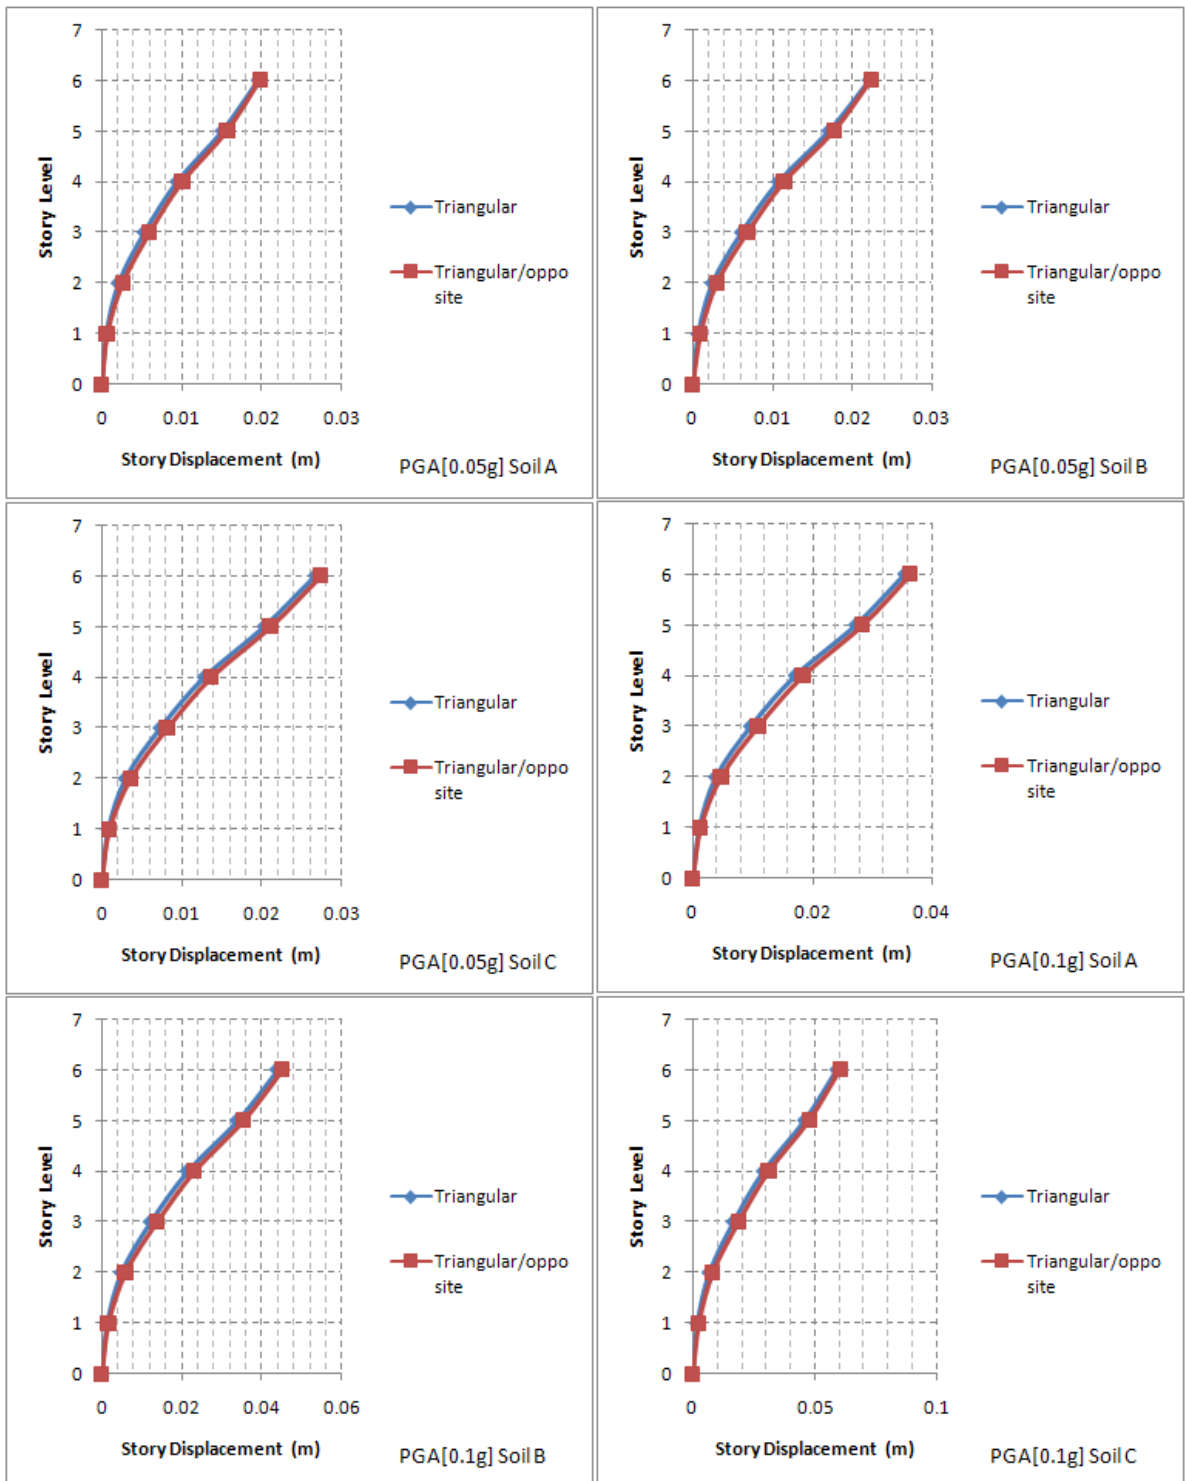 7
6
5
4
3
2
1
0
Story Level
0 0.01 0.02 0.03
Story Displacement (m)
Triangular
Triangular/oppo
site
PGA[0.05g] Soil A
7
6
5
4
3
2
1
0
Story Level
0 0.01 0.02 0.03
Story Displacement (m)
Triangular
Triangular/oppo
site
PGA[0.05g] Soil B
7
6
5
4
3
2
1
0
Story Level
0 0.01 0.02 0.03
Story Displacement (m)
Triangular
Triangular/oppo
site
PGA[0.05g] Soil C
7
6
5
4
3
2
1
0
Story Level
0 0.02 0.04
Story Displacement (m)
Triangular
Triangular/oppo
site
PGA[0.1g] Soil A
7
6
5
4
3
2
1
0
Story Level
0 0.02 0.04 0.06
Story Displacement (m)
Triangular
Triangular/oppo
site
PGA[0.1g] Soil B
7
6
5
4
3
2
1
0
Story Level
0 0.05 0.1
Story Displacement (m)
Triangular
Triangular/oppo
site
PGA[0.1g] Soil C